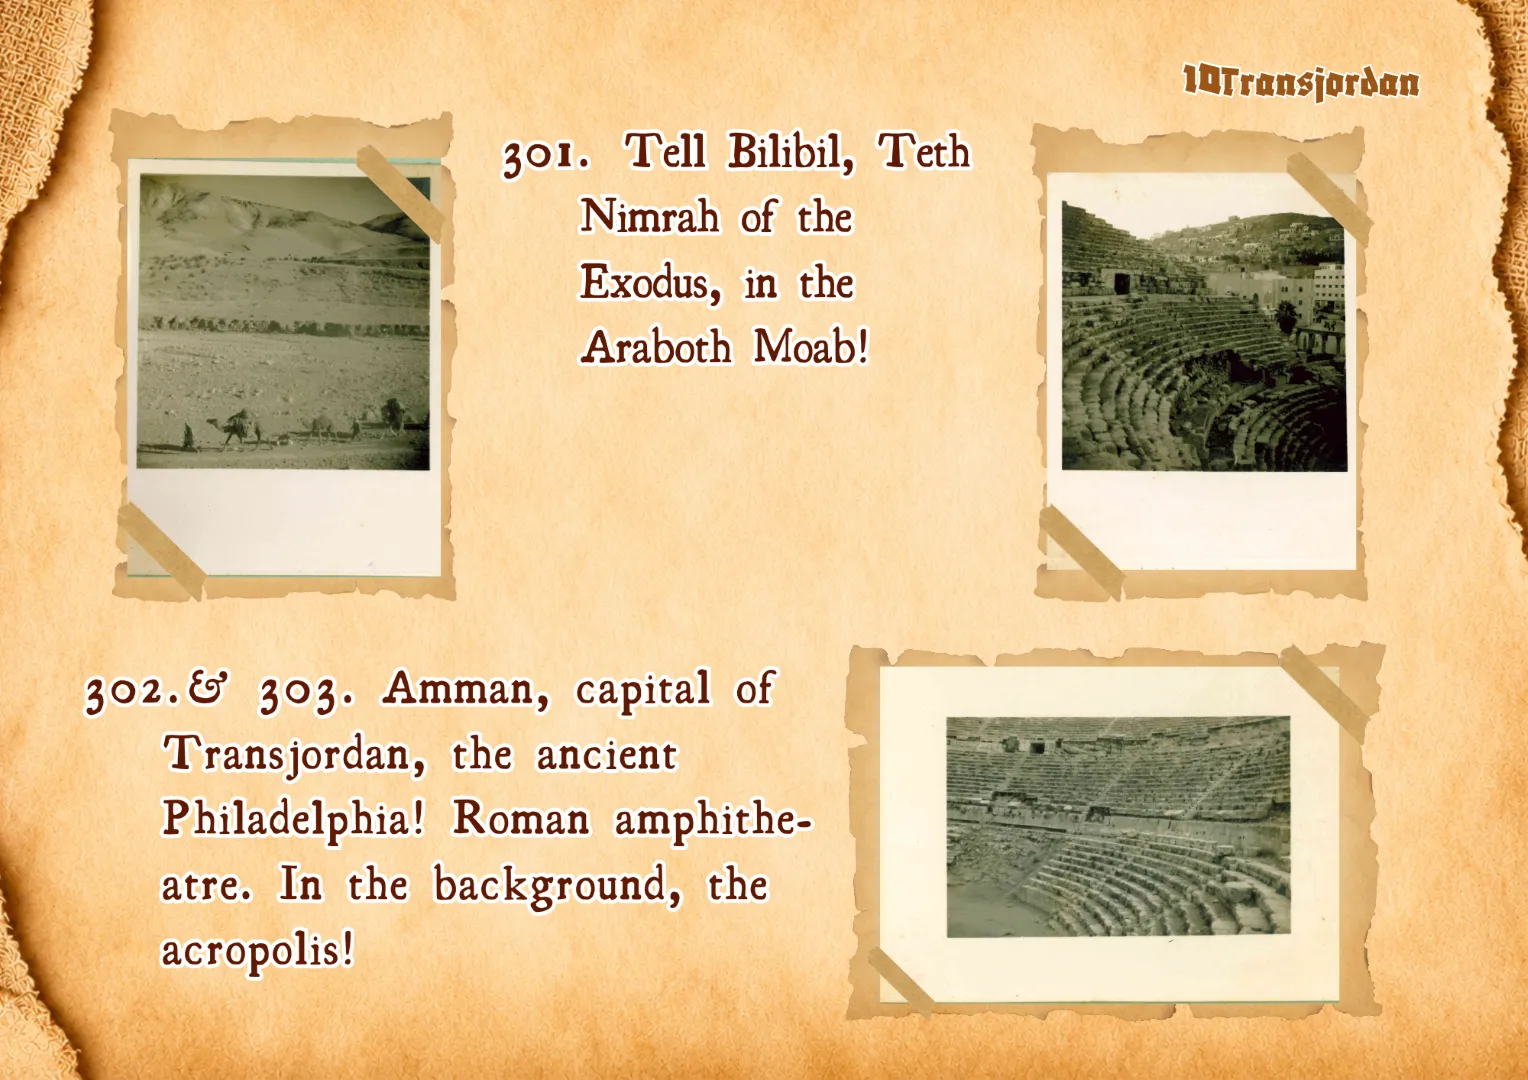 10Transjordan
301. Tell Bilibil, Teth
Nimrah of the
Exodus, in the
Araboth Moab!
302.& 303. Amman, capital of
Transjordan, the ancient
Philadelphia! Roman amphithe-
atre. In the background, the
acropolis!